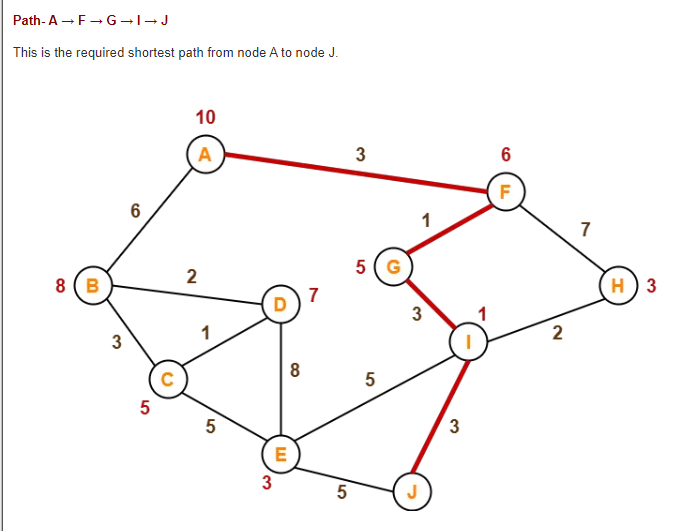 Path- A → F → G → I → J
This is the required shortest path from node A to node J.
10
A
3
6
F
6
1
7
5 G
8 B
2
7
D
H 3
3
1
3
1
I
2
C
8
5
5
5
3
E
3
5
J